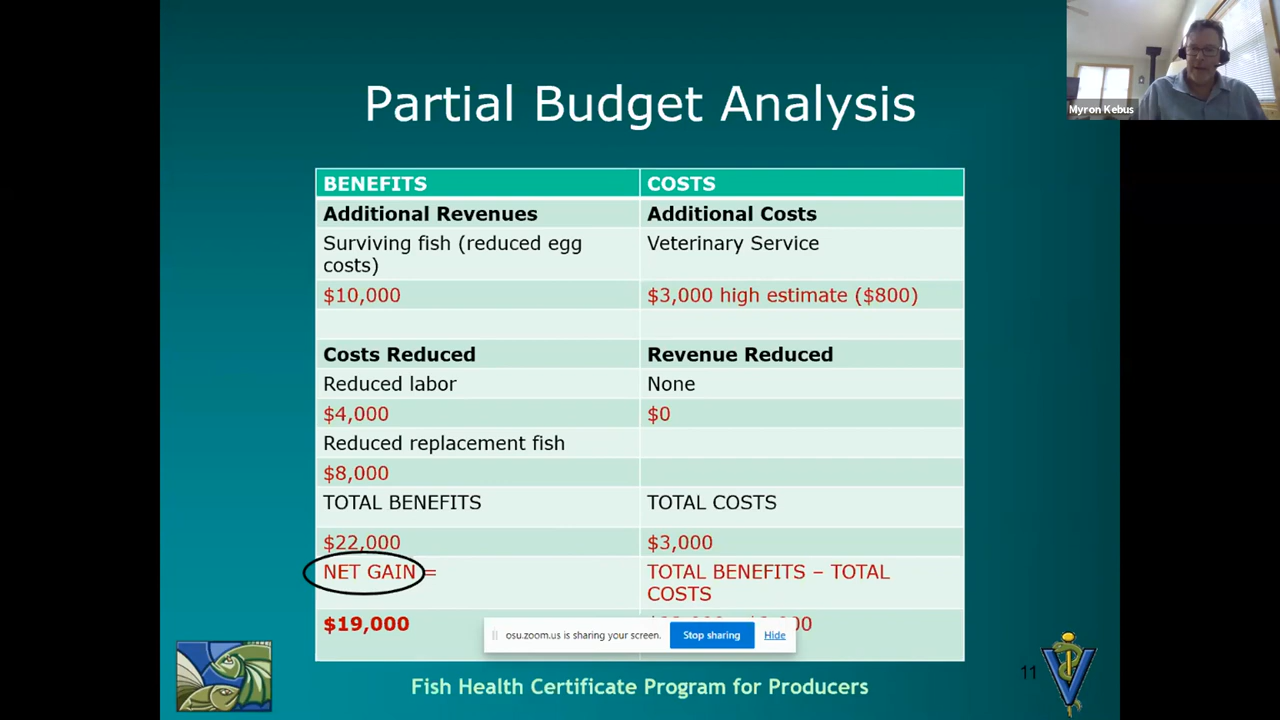 Myron Kebus
Partial Budget Analysis
BENEFITS
COSTS
Additional Revenues
Additional Costs
Surviving fish (reduced egg
costs)
Veterinary Service
$10,000
$3,000 high estimate ($800)
Costs Reduced
Revenue Reduced
Reduced labor
None
$4,000
$0
Reduced replacement fish
$8,000
TOTAL BENEFITS
TOTAL COSTS
$22,000
$3,000
NET GAIN =
TOTAL BENEFITS – TOTAL
COSTS
$19,000
osu.zoom.us is sharing your screen.
Stop sharing
Hide
11
Fish Health Certificate Program for Producers